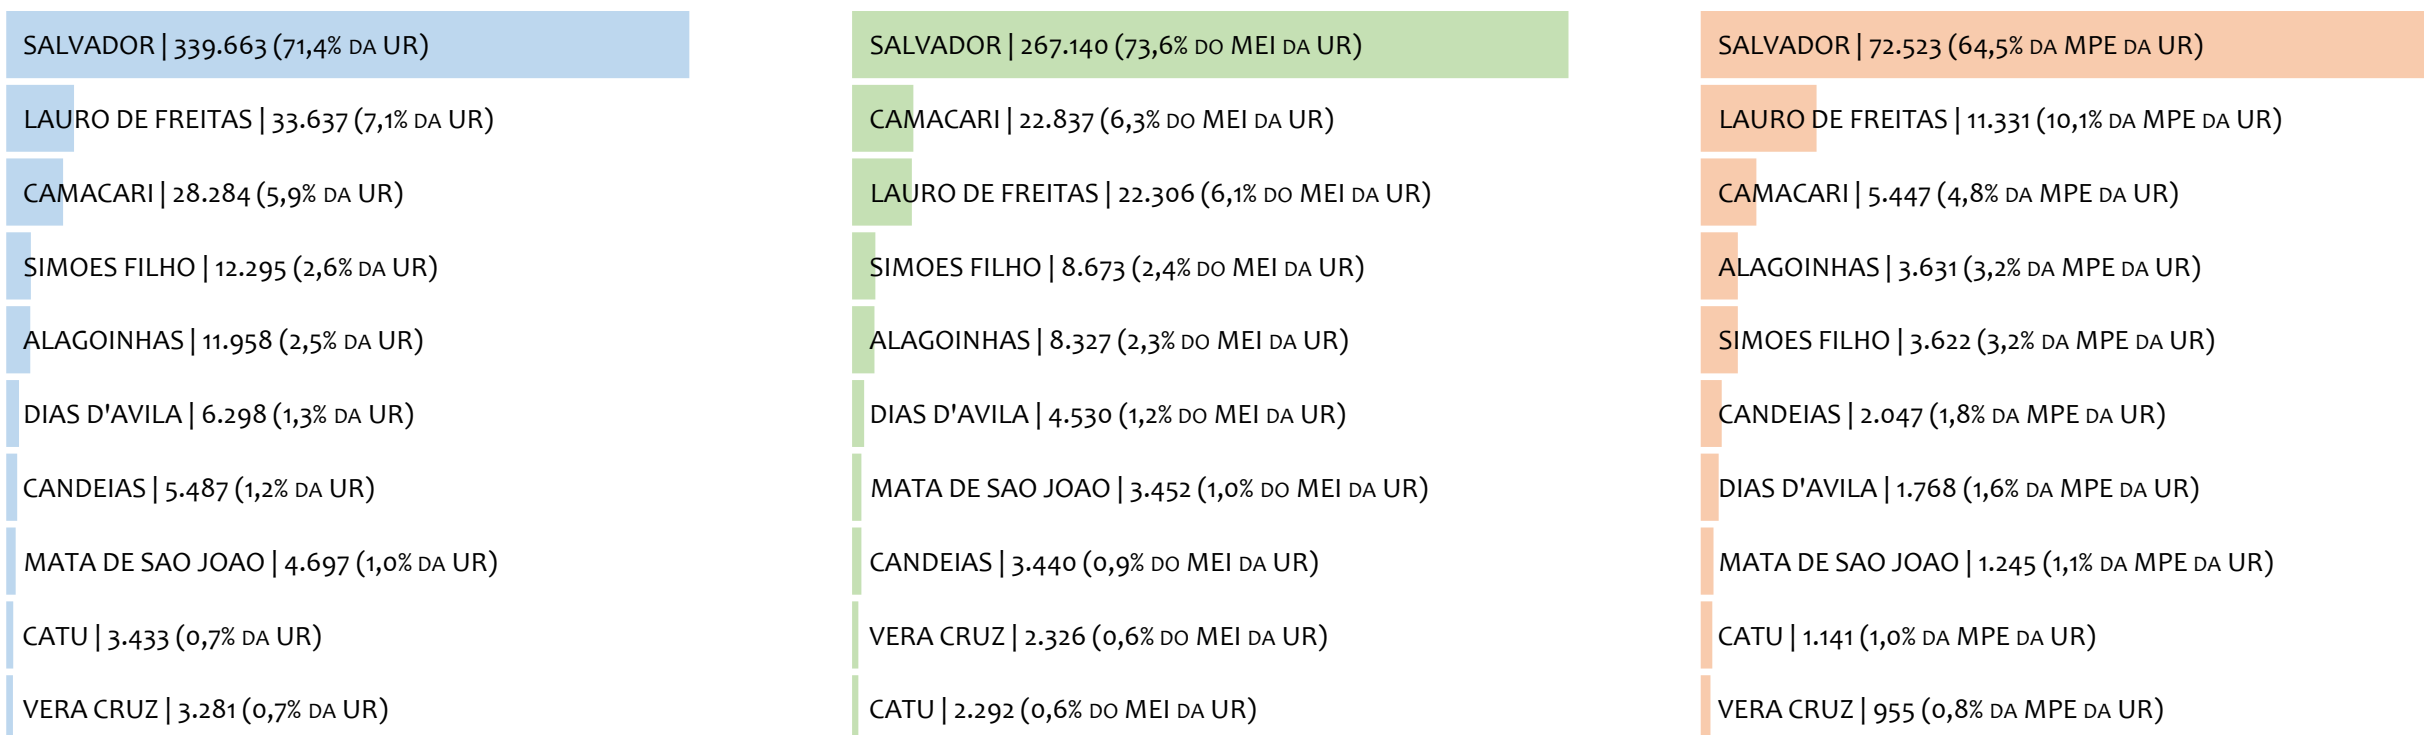 SALVADOR | 339.663 (71,4% DA UR)
LAURO DE FREITAS | 33.637 (7,1% DA UR)
CAMACARI | 28.284 (5,9% DA UR)
SIMOES FILHO | 12.295 (2,6% DA UR)
ALAGOINHAS | 11.958 (2,5% DA UR)
DIAS D'AVILA | 6.298 (1,3% DA UR)
CANDEIAS | 5.487 (1,2% DA UR)
MATA DE SAO JOAO | 4.697 (1,0% DA UR)
CATU | 3.433 (0,7% DA UR)
VERA CRUZ | 3.281 (0,7% DA UR)
SALVADOR | 267.140 (73,6% DO MEI DA UR)
CAMACARI | 22.837 (6,3% DO MEI DA UR)
LAURO DE FREITAS | 22.306 (6,1% DO MEI DA UR)
SIMOES FILHO | 8.673 (2,4% DO MEI DA UR)
ALAGOINHAS | 8.327 (2,3% DO MEI DA UR)
DIAS D'AVILA | 4.530 (1,2% DO MEI DA UR)
MATA DE SAO JOAO | 3.452 (1,0% DO MEI DA UR)
CANDEIAS | 3.440 (0,9% DO MEI DA UR)
VERA CRUZ | 2.326 (0,6% DO MEI DA UR)
CATU | 2.292 (0,6% DO MEI DA UR)
SALVADOR | 72.523 (64,5% DA MPE DA UR)
LAURO DE FREITAS | 11.331 (10,1% DA MPE DA UR)
CAMACARI | 5.447 (4,8% DA MPE DA UR)
ALAGOINHAS | 3.631 (3,2% DA MPE DA UR)
SIMOES FILHO | 3.622 (3,2% DA MPE DA UR)
CANDEIAS | 2.047 (1,8% DA MPE DA UR)
DIAS D'AVILA | 1.768 (1,6% DA MPE DA UR)
MATA DE SAO JOAO | 1.245 (1,1% DA MPE DA UR)
CATU | 1.141 (1,0% DA MPE DA UR)
VERA CRUZ | 955 (0,8% DA MPE DA UR)